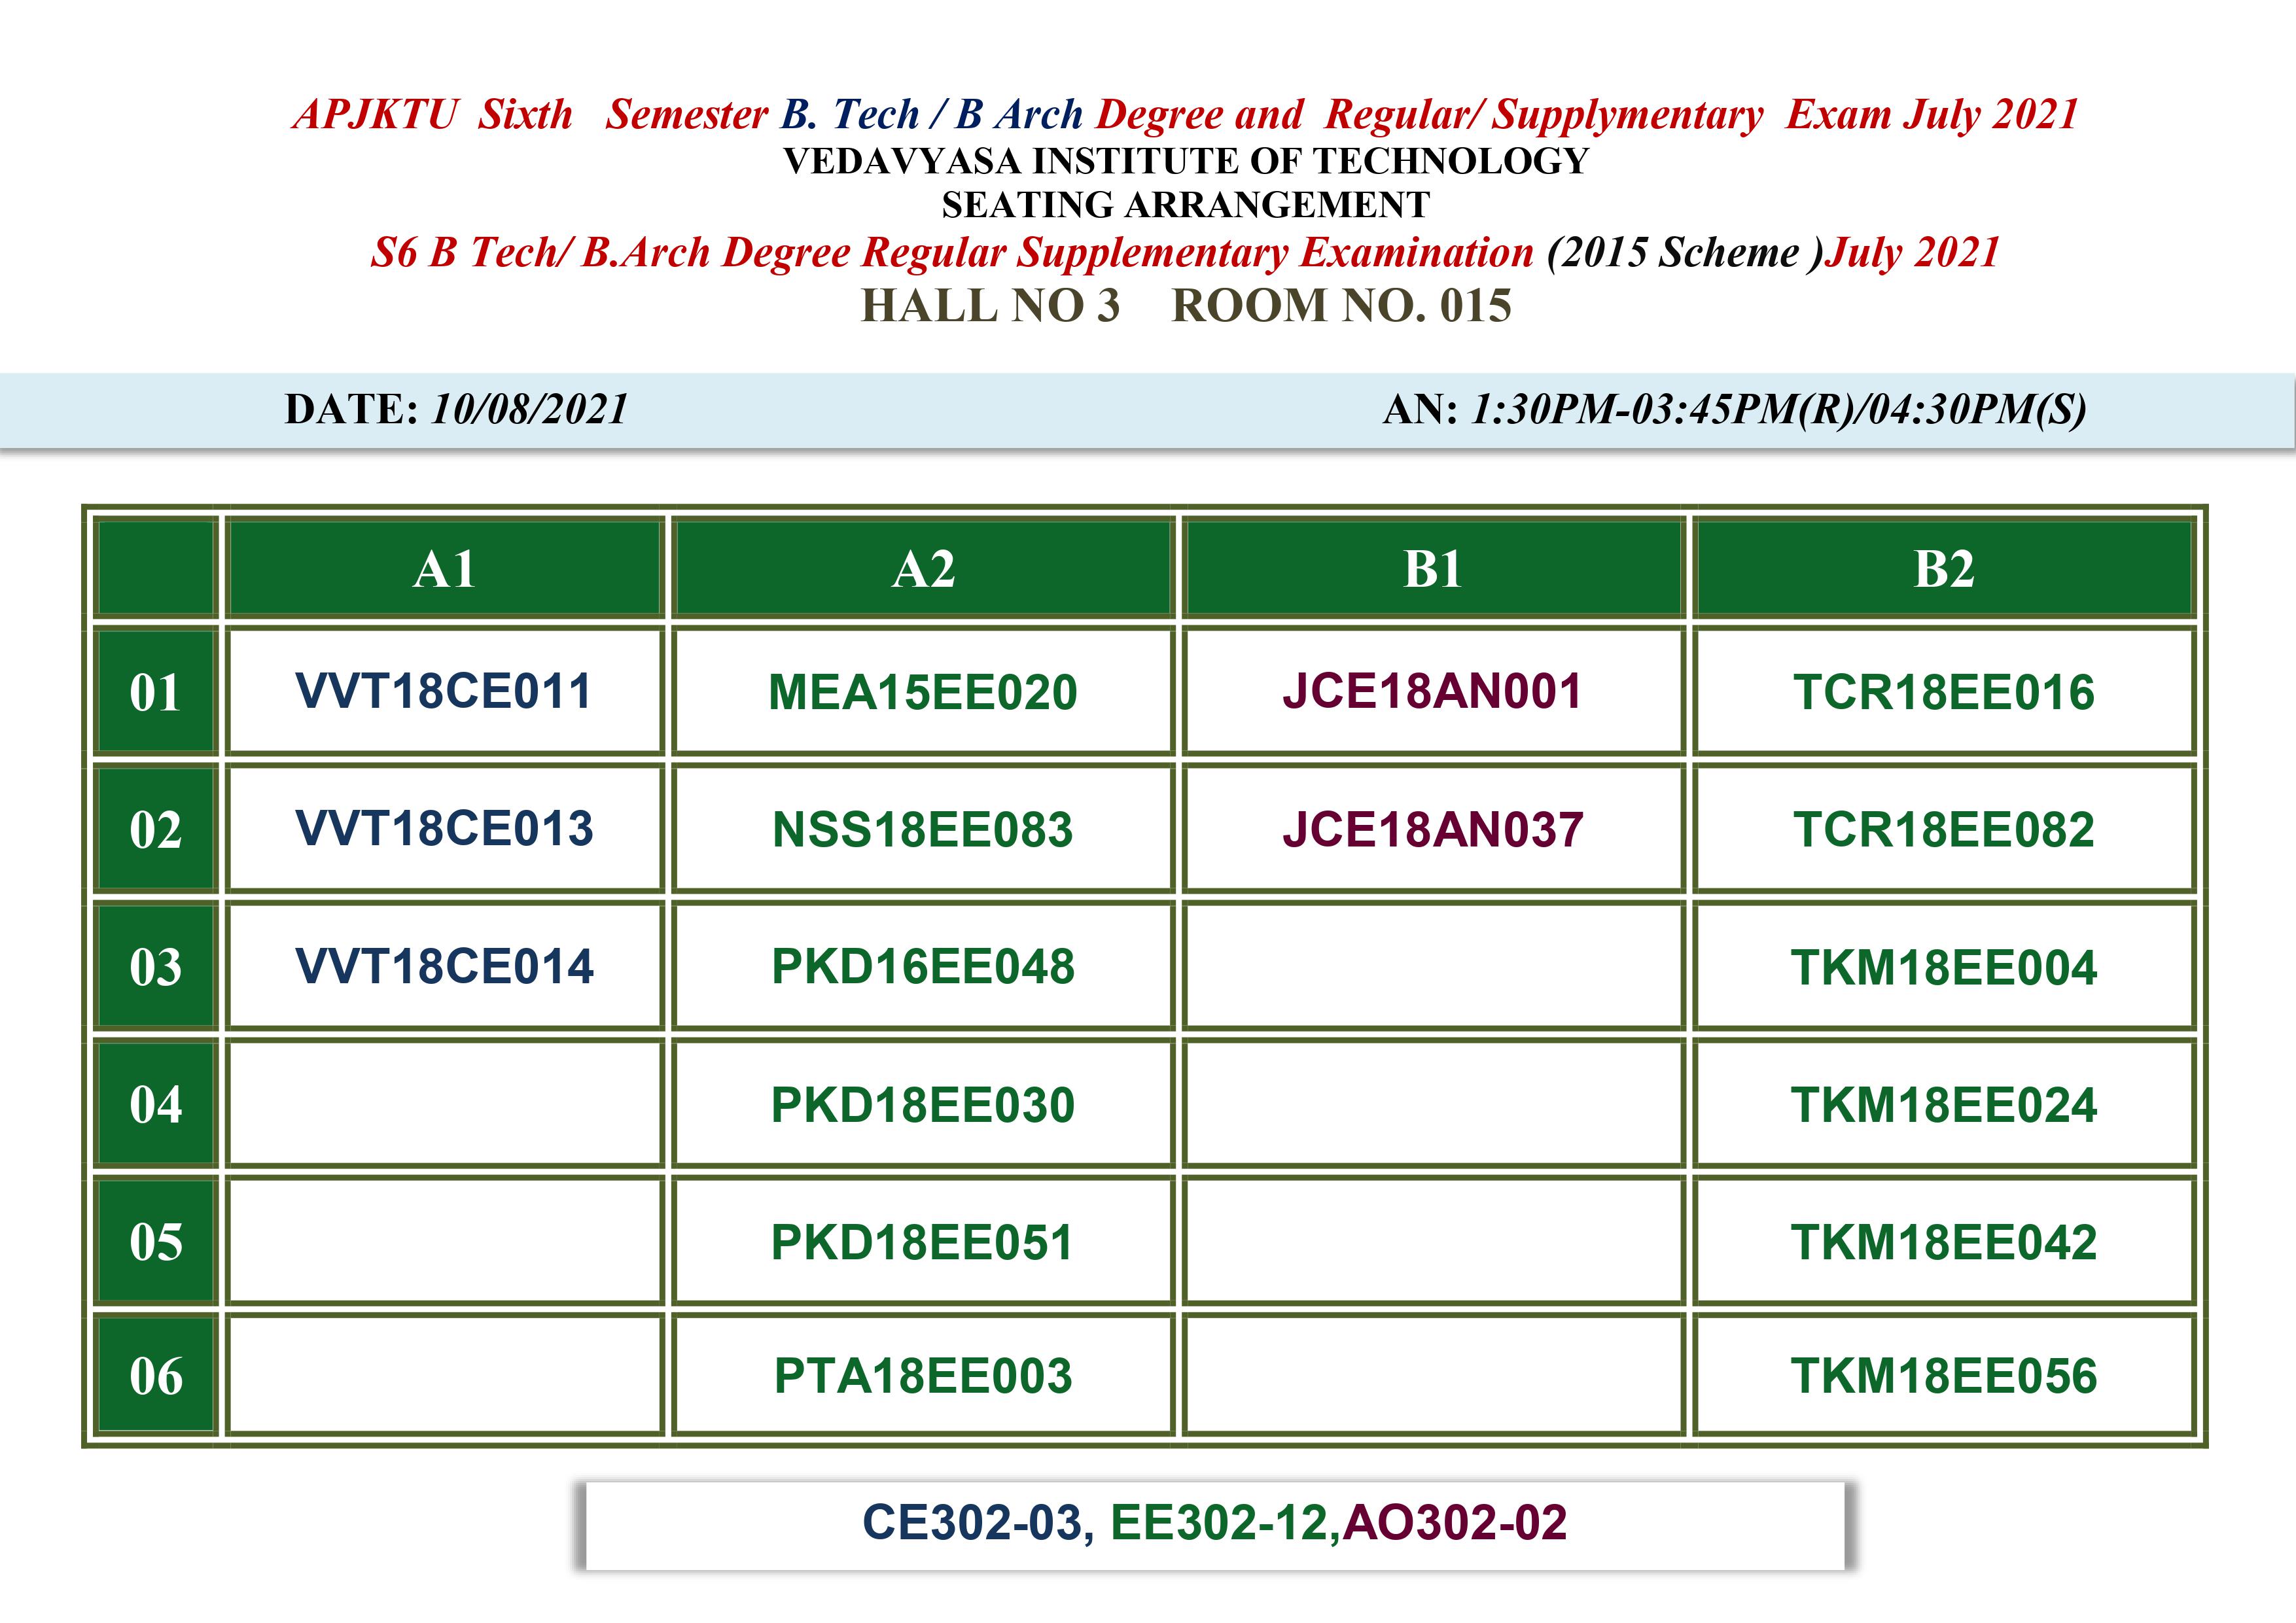 APJKTU Sixth Semester B. Tech / B Arch Degree and Regular/ Supplymentary Exam July 2021
VEDAVYASA INSTITUTE OF TECHNOLOGY
SEATING ARRANGEMENT
S6 B Tech/ B.Arch Degree Regular Supplementary Examination (2015 Scheme )July 2021
HALL NO 3 ROOM NO. 015
DATE: 10/08/2021 AN: 1:30PM-03:45PM(R)/04:30PM(S)
A1 A2 B1 B2
01 VVT18CE011 MEA15EE020 JCE18AN001 TCR18EE016
02 VVT18CE013 NSS18EE083 JCE18AN037 TCR18EE082
03 VVT18CE014 PKD16EE048 TKM18EE004
04 PKD18EE030 TKM18EE024
05 PKD18EE051 TKM18EE042
06 PTA18EE003 TKM18EE056
CE302-03, EE302-12,AO302-02